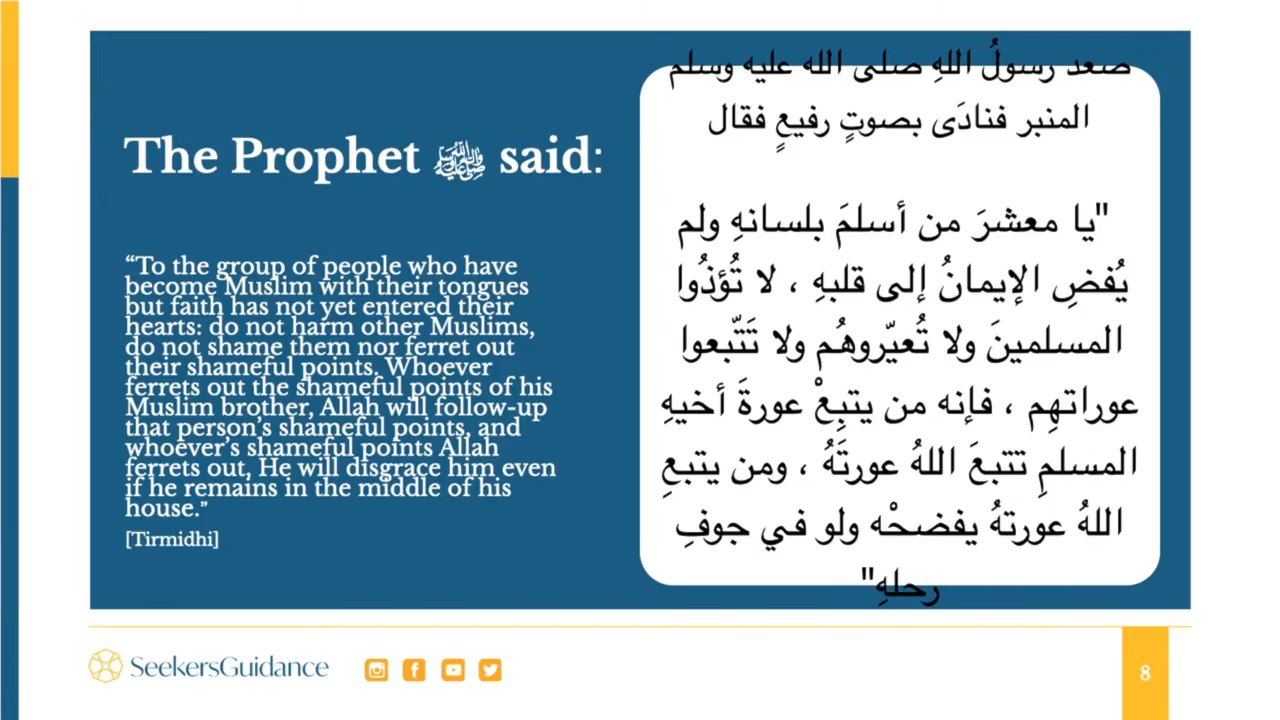 The Prophet ﷺ said:
“To the group of people who have
become Muslim with their tongues
but faith has not yet entered their
hearts: do not harm other Muslims,
do not shame them nor ferret out
their shameful points. Whoever
ferrets out the shameful points of his
Muslim brother, Allah will follow-up
that person’s shameful points, and
whoever’s shameful points Allah
ferrets out, He will disgrace him even
if he remains in the middle of his
house.”
[Tirmidhi]
صعد رسولُ اللهِ صلى الله عليه وسلم
المنبر فنادَى بصوتٍ رفيعٍ فقال
"يا معشرَ من أسلمَ بلسانهِ ولم
يُفضِ الإيمانُ إلى قلبهِ ، لا تُؤذُوا
المسلمينَ ولا تُعيّروهُم ولا تَتّبعوا
عوراتهِم ، فإنه من يتبِعْ عورةَ أخيهِ
المسلمِ تتبعَ اللهُ عورتَهُ ، ومن يتبعِ
اللهُ عورتهُ يفضحْه ولو في جوفِ
رحلهِ"
SeekersGuidance
8